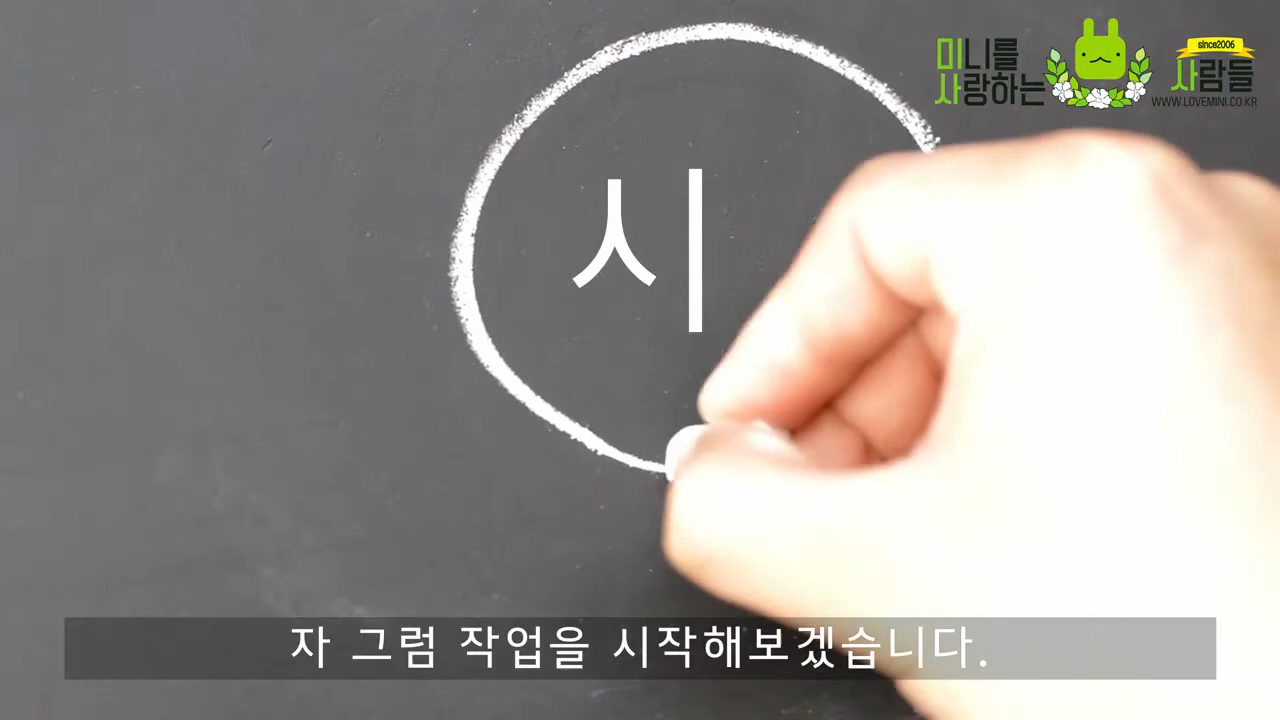 미니를
사랑하는
since2006
사람들
WWW.LOVEMINI.CO.KR
시
자 그럼 작업을 시작해보겠습니다.